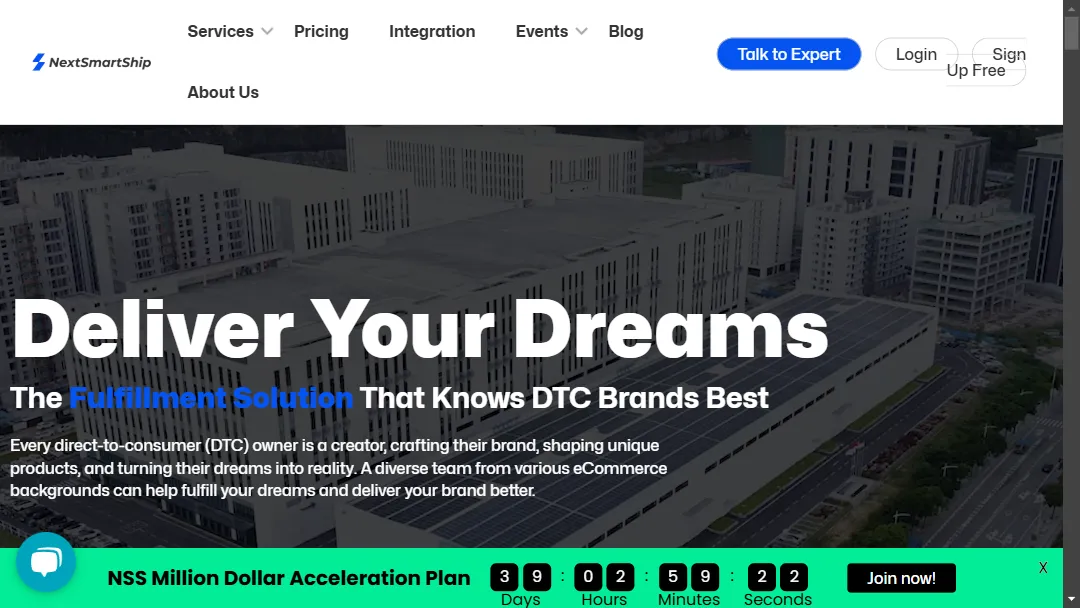 Services
Pricing
Integration
Events
Blog
About Us
NextSmartShip
Talk to Expert
Login
Sign
Up Free
Deliver Your Dreams
The Fulfillment Solution That Knows DTC Brands Best
Every direct-to-consumer (DTC) owner is a creator, crafting their brand, shaping unique
products, and turning their dreams into reality. A diverse team from various eCommerce
backgrounds can help fulfill your dreams and deliver your brand better.
NSS Million Dollar Acceleration Plan
3 9 : 0 2 : 5 9 : 2 2
Days Hours Minutes Seconds
Join now!
X